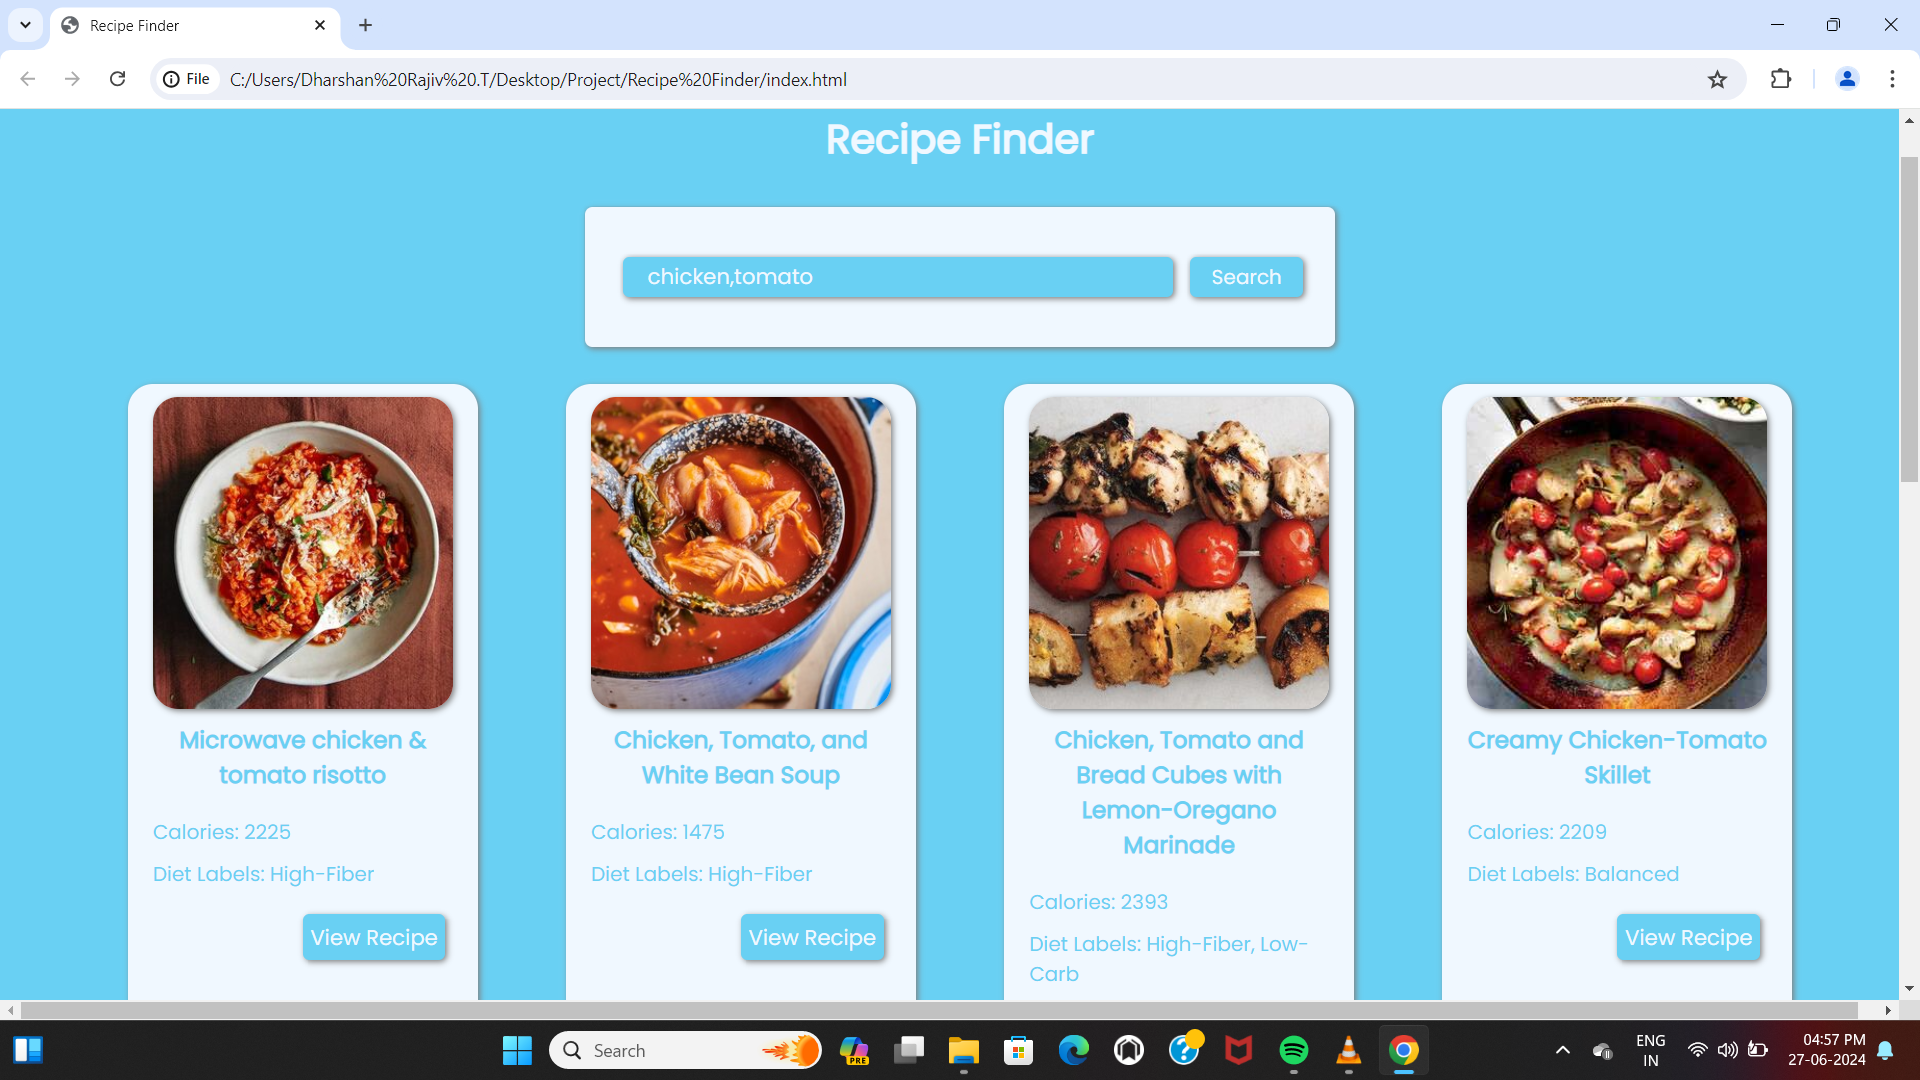 Recipe Finder
File
C:/Users/Dharshan%20Rajiv%20.T/Desktop/Project/Recipe%20Finder/index.html
Recipe Finder
chicken,tomato
Search
Microwave chicken &
tomato risotto
Calories: 2225
Diet Labels: High-Fiber
View Recipe
Chicken, Tomato, and
White Bean Soup
Calories: 1475
Diet Labels: High-Fiber
View Recipe
Chicken, Tomato and
Bread Cubes with
Lemon-Oregano
Marinade
Calories: 2393
Diet Labels: High-Fiber, Low-
Carb
Creamy Chicken-Tomato
Skillet
Calories: 2209
Diet Labels: Balanced
View Recipe
Search
PRE
ENG
IN
04:57 PM
27-06-2024